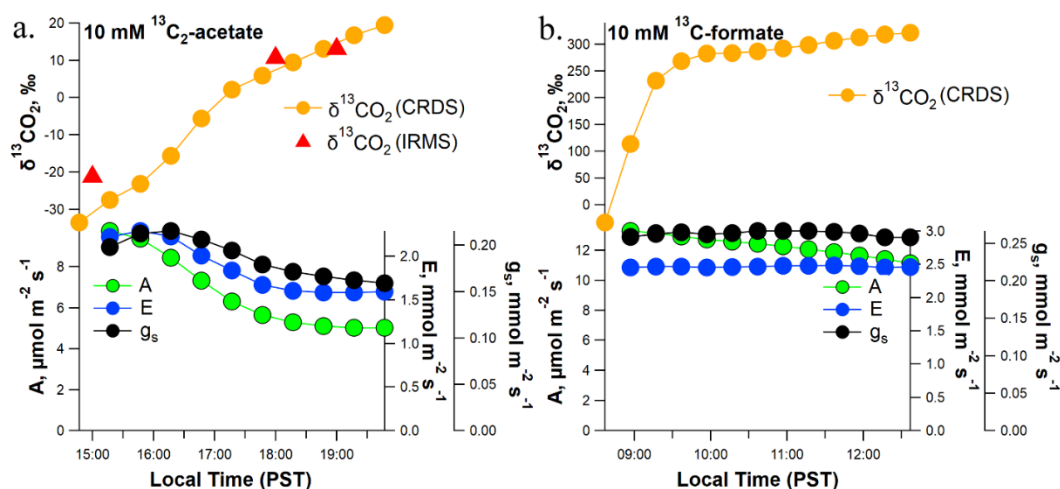 a.
10 mM ¹³C₂-acetate
δ¹³CO₂, ‰
20
10
0
-10
-20
-30
δ¹³CO₂ (CRDS)
δ¹³CO₂ (IRMS)
A, µmol m⁻² s⁻¹
8
6
4
2
0
A
E
gₛ
2.0
1.5
1.0
0.5
0.0
E, mmol m⁻² s⁻¹
0.20
0.15
0.10
0.05
0.00
gₛ, mmol m⁻² s⁻¹
15:00 16:00 17:00 18:00 19:00
Local Time (PST)
b.
10 mM ¹³C-formate
δ¹³CO₂, ‰
300
250
200
150
100
50
0
δ¹³CO₂ (CRDS)
A, µmol m⁻² s⁻¹
12
10
8
6
4
2
0
A
E
gₛ
3.0
2.5
2.0
1.5
1.0
0.5
0.0
E, mmol m⁻² s⁻¹
0.25
0.20
0.15
0.10
0.05
0.00
gₛ, mmol m⁻² s⁻¹
09:00 10:00 11:00 12:00
Local Time (PST)